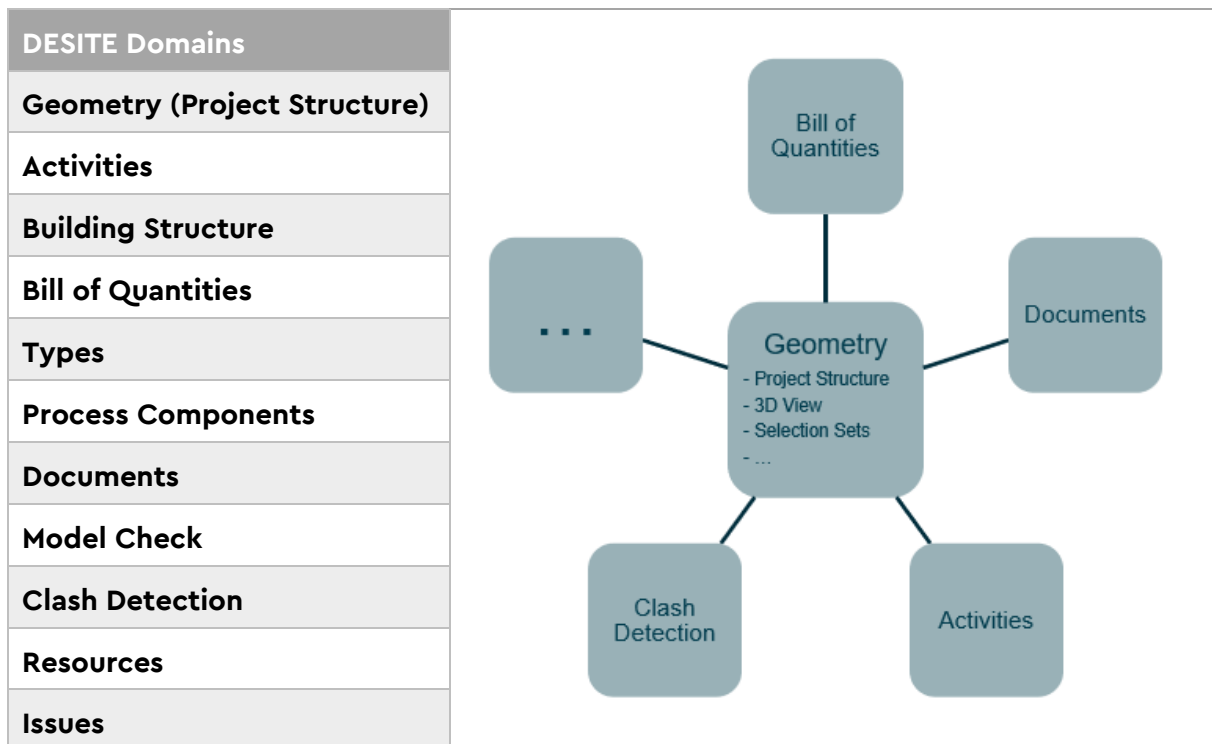 DESITE Domains
Geometry (Project Structure)
Activities
Building Structure
Bill of Quantities
Types
Process Components
Documents
Model Check
Clash Detection
Resources
Issues
Bill of
Quantities
...
Documents
Geometry
- Project Structure
- 3D View
- Selection Sets
- ...
Clash
Detection
Activities